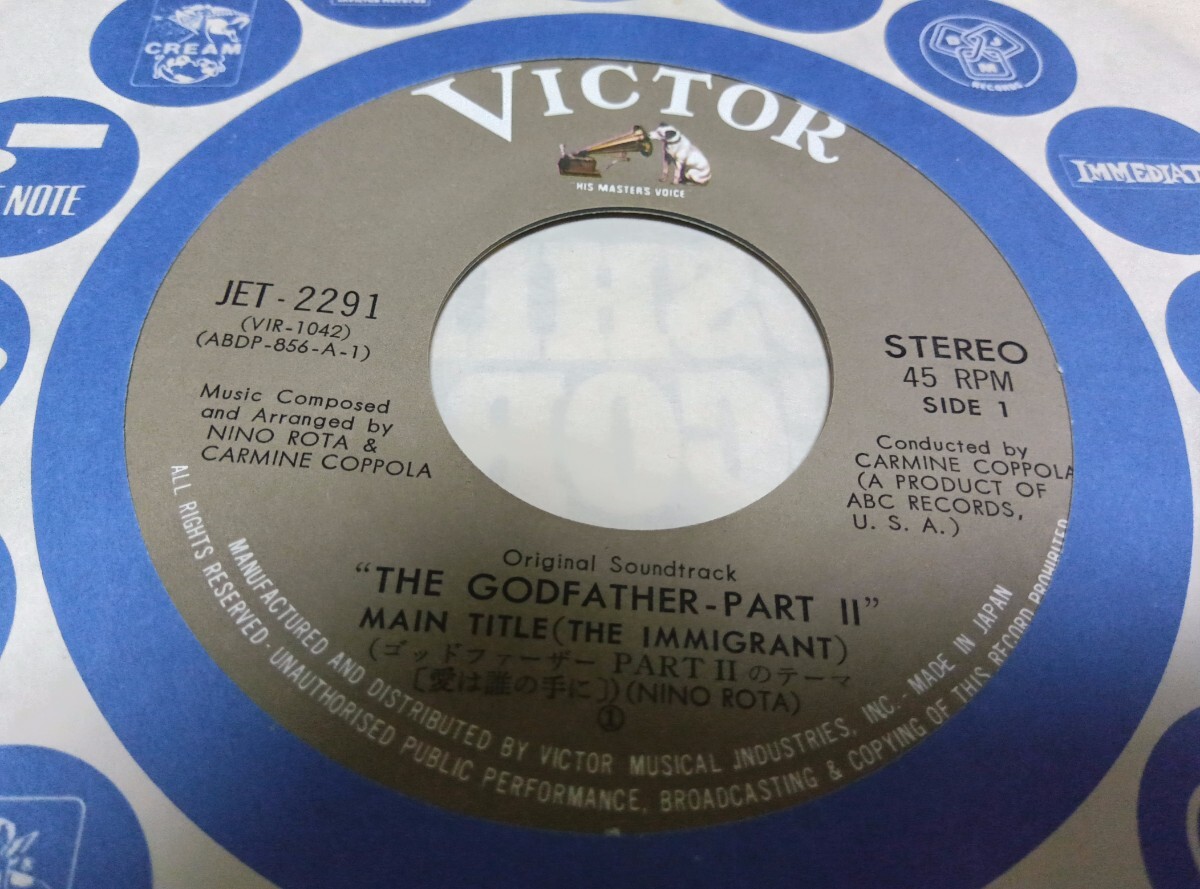 CREAM
RECORDS
NOTE
IMMEDIAT
VICTOR
HIS MASTER'S VOICE
JET-2291
(VIR-1042)
(ABDP-856-A-1)
Music Composed
and Arranged by
NINO ROTA &
CARMINE COPPOLA
STEREO
45 RPM
SIDE 1
Conducted by
CARMINE COPPOLA
(A PRODUCT OF
ABC RECORDS,
U. S. A.)
Original Soundtrack
"THE GODFATHER-PART II"
MAIN TITLE(THE IMMIGRANT)
(ゴッドファーザー PART II のテーマ
〔愛は誰の手に〕)(NINO ROTA)
①
MANUFACTURED AND DISTRIBUTED BY VICTOR MUSICAL INDUSTRIES, INC. - MADE IN JAPAN
ALL RIGHTS RESERVED - UNAUTHORISED PUBLIC PERFORMANCE, BROADCASTING & COPYING OF THIS RECORD PROHIBITED